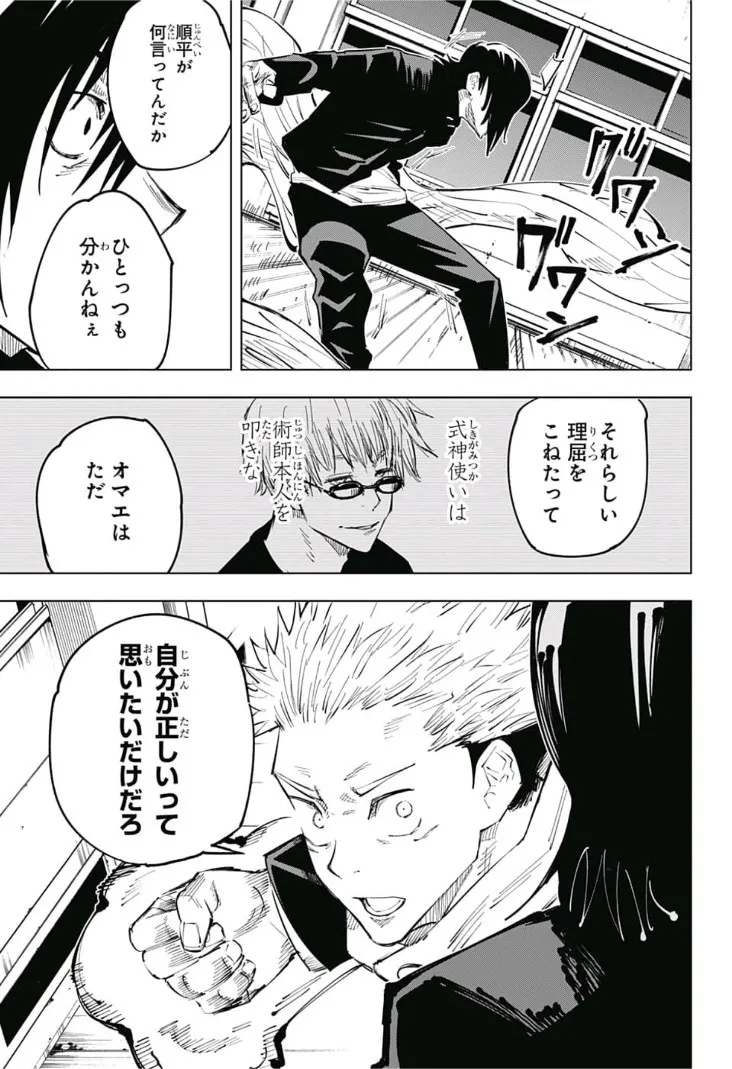 グワン
グワン
順平が
何言ってんだか
ひとっつも
分かんねぇ
それらしい
理屈を
こねたって
式神使いは
術師本人を
叩きな
オマエは
ただ
自分が正しいって
思いたいだけだろ